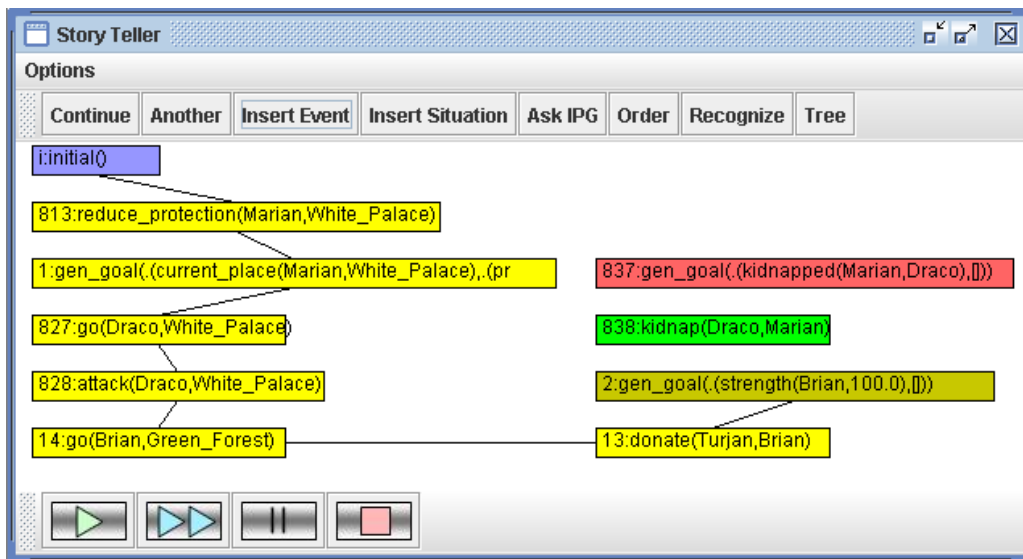 Story Teller
Options
Continue Another Insert Event Insert Situation Ask IPG Order Recognize Tree
i:initial()
813:reduce_protection(Marian,White_Palace)
1:gen_goal(.(current_place(Marian,White_Palace),.(pr 837:gen_goal(.(kidnapped(Marian,Draco),[]))
827:go(Draco,White_Palace) 838:kidnap(Draco,Marian)
828:attack(Draco,White_Palace) 2:gen_goal(.(strength(Brian,100.0),[]))
14:go(Brian,Green_Forest) 13:donate(Turjan,Brian)